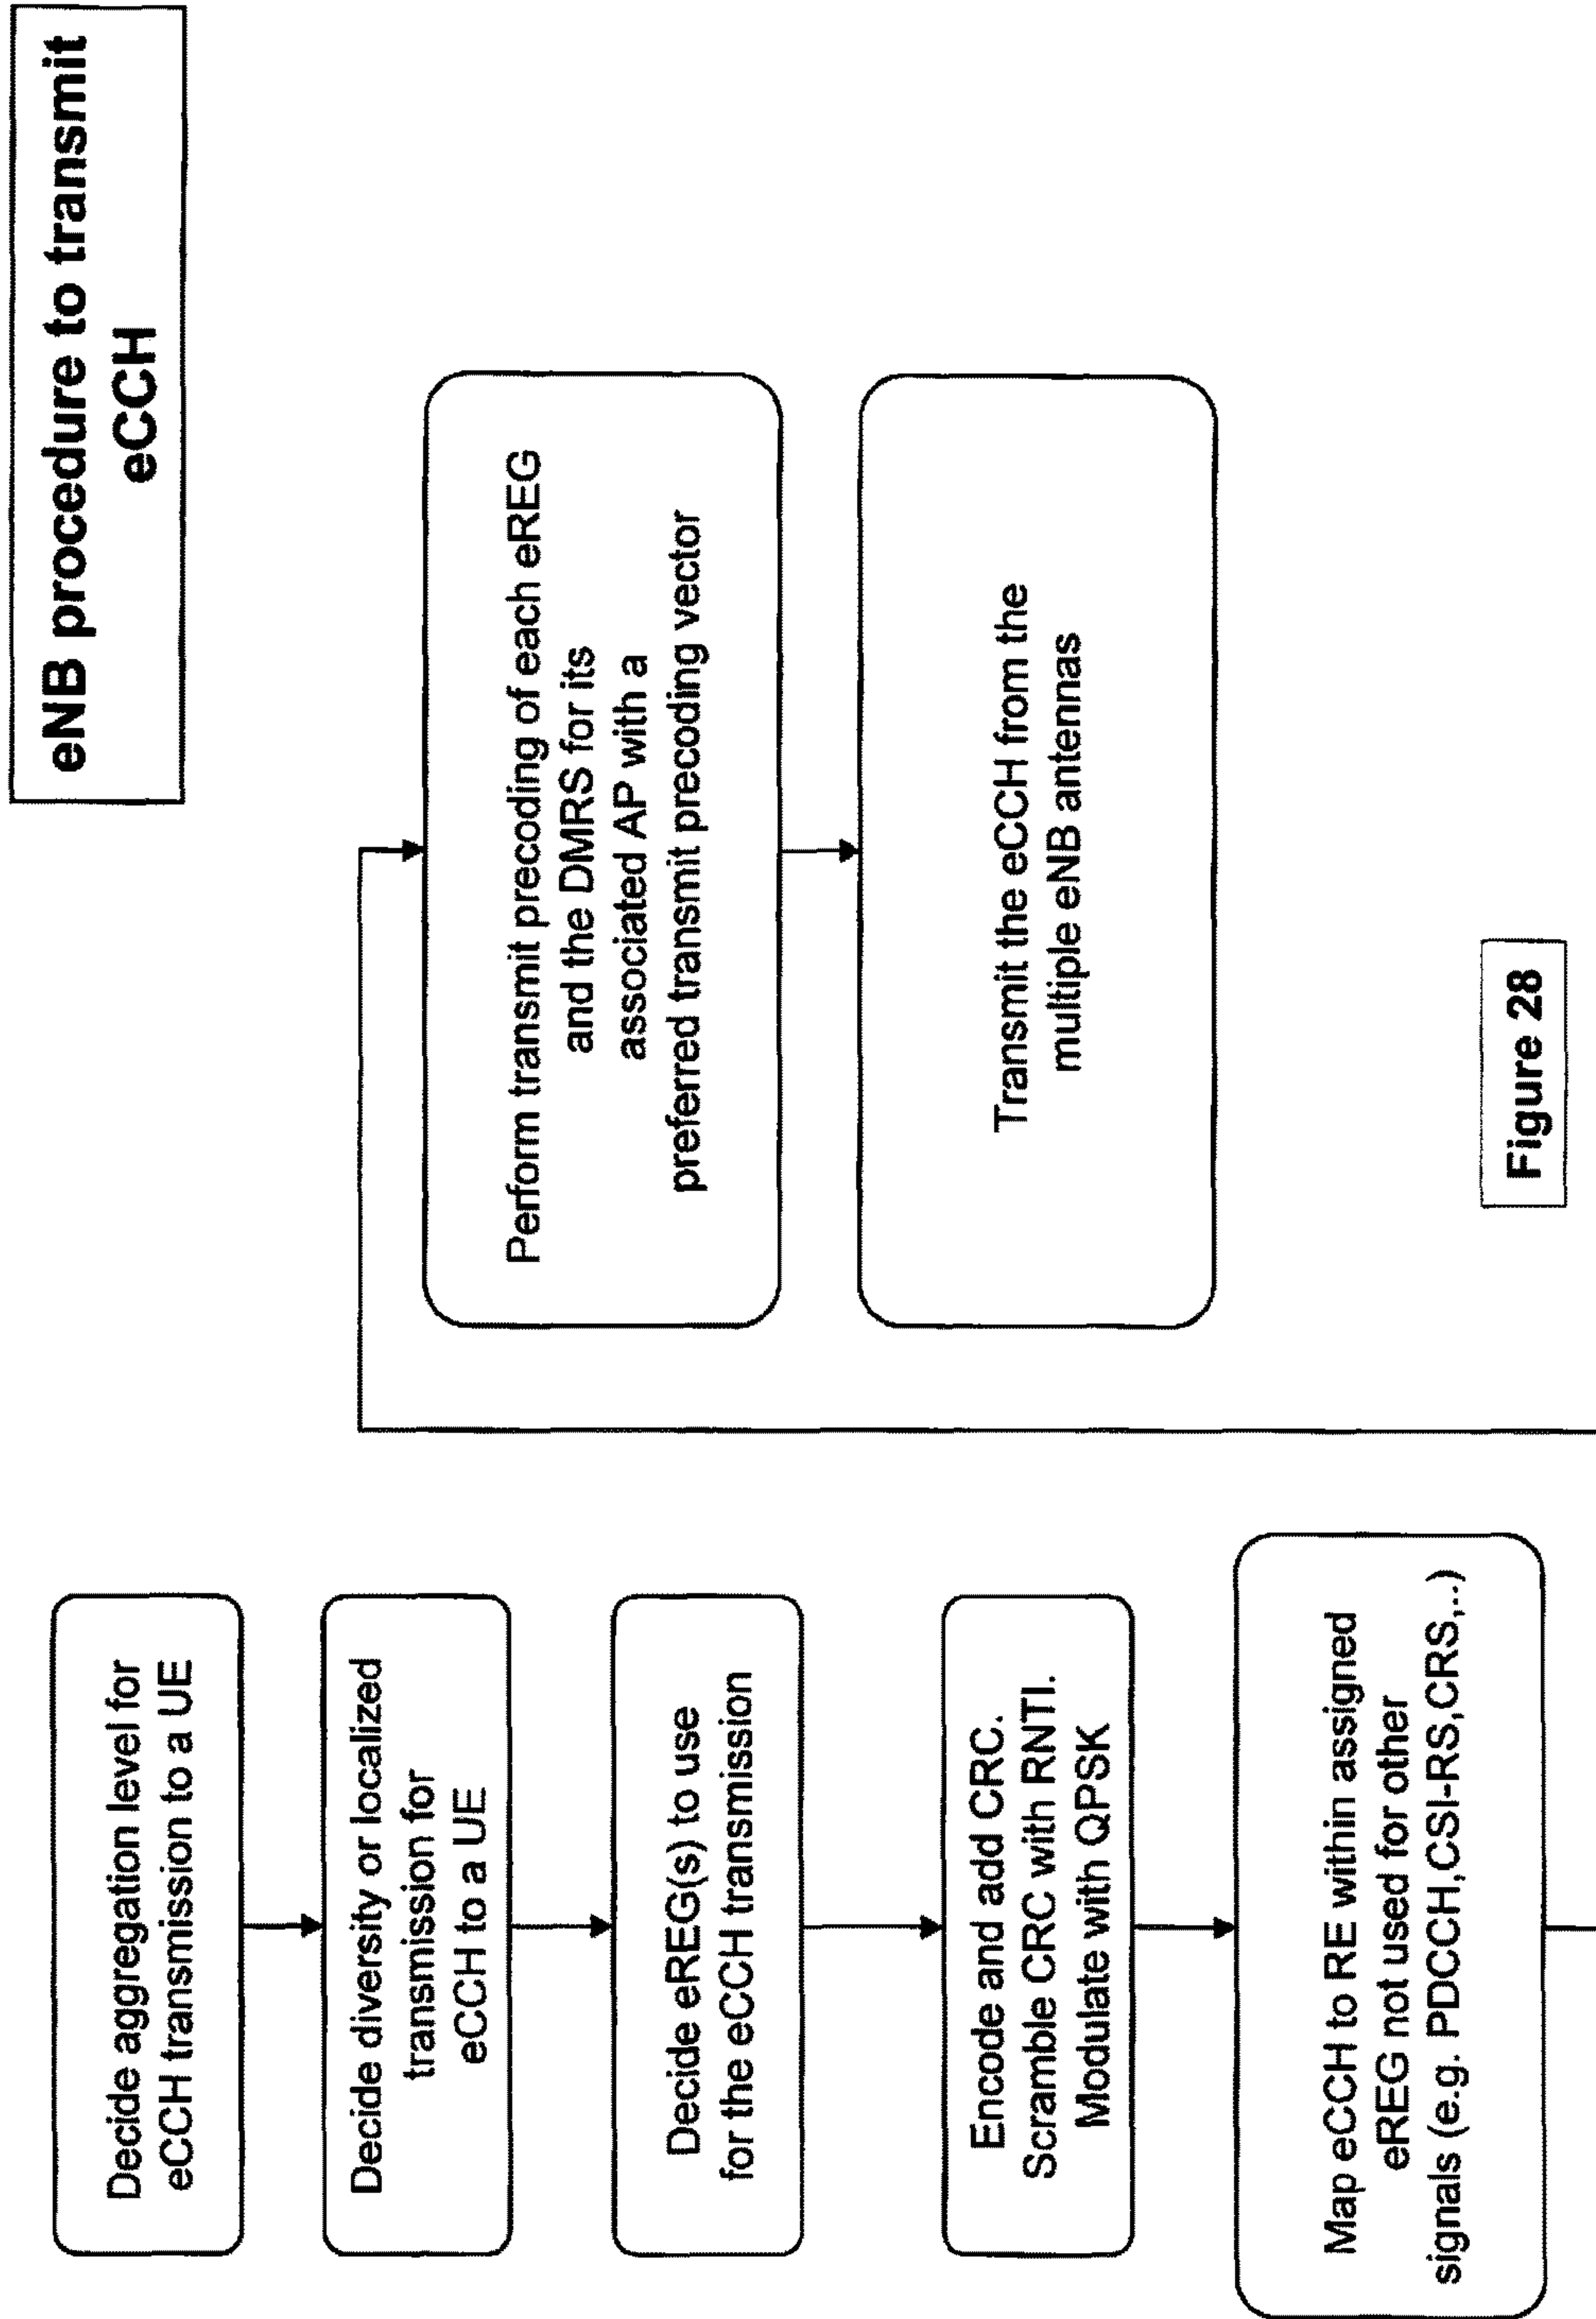 eNB procedure to transmit
eCCH
Decide aggregation level for
eCCH transmission to a UE
Decide diversity or localized
transmission for
eCCH to a UE
Decide eREG(s) to use
for the eCCH transmission
Encode and add CRC.
Scramble CRC with RNTI.
Modulate with QPSK
Map eCCH to RE within assigned
eREG not used for other
signals (e.g. PDCCH,CSI-RS,CRS,..)
Perform transmit precoding of each eREG
and the DMRS for its
associated AP with a
preferred transmit precoding vector
Transmit the eCCH from the
multiple eNB antennas
Figure 28